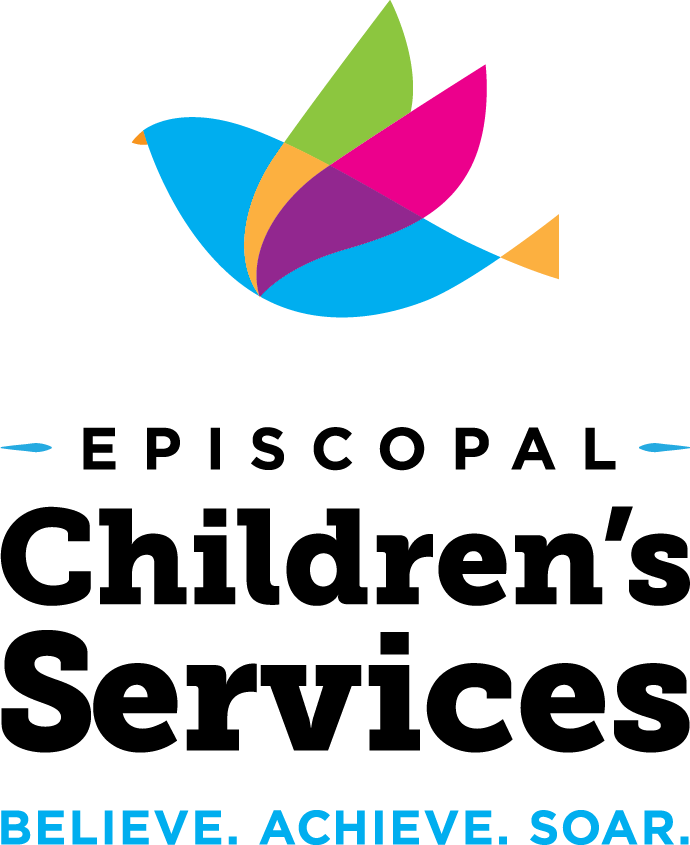 EPISCOPAL
Children’s
Services
BELIEVE. ACHIEVE. SOAR.